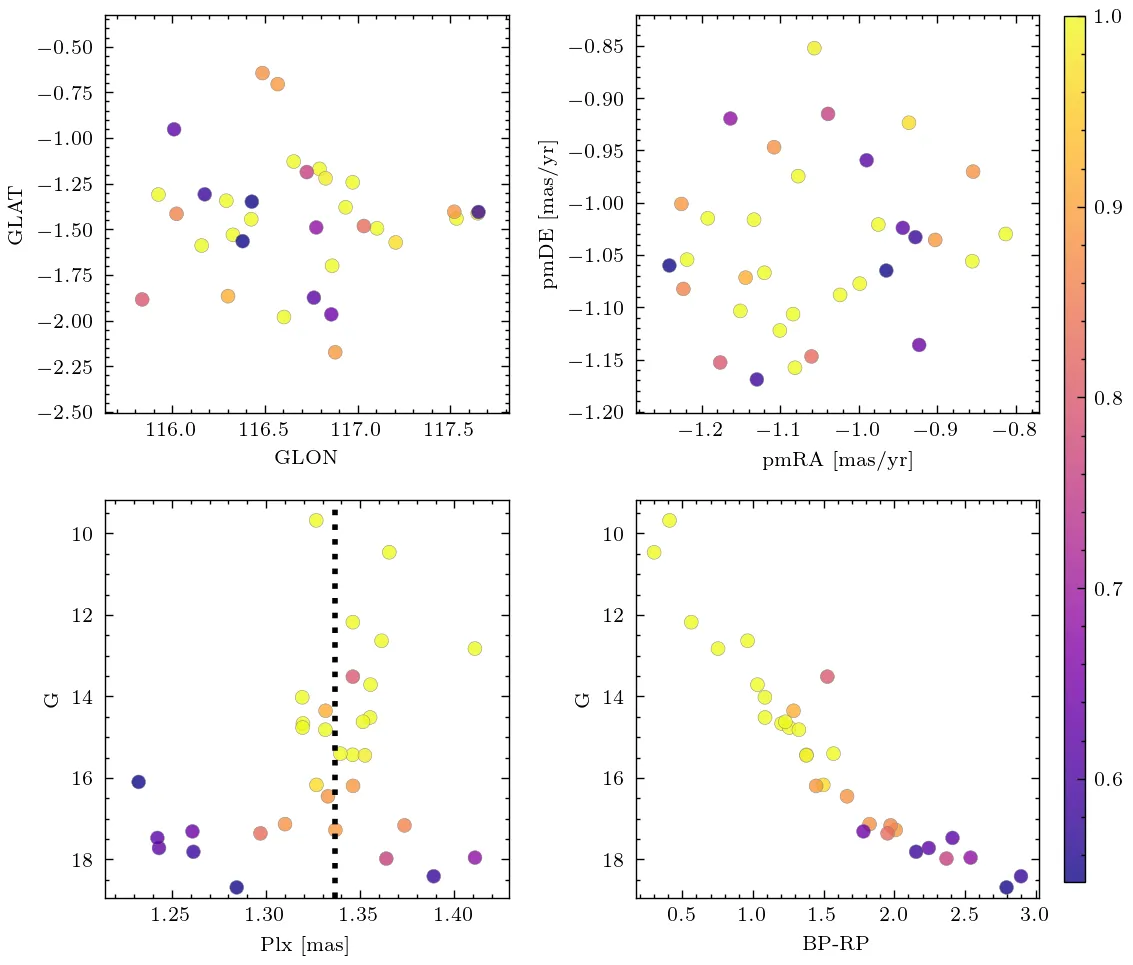 −0.50
−0.75
−1.00
−1.25
−1.50
−1.75
−2.00
−2.25
−2.50
GLAT
116.0 116.5 117.0 117.5
GLON
−0.85
−0.90
−0.95
−1.00
−1.05
−1.10
−1.15
−1.20
pmDE [mas/yr]
−1.2 −1.1 −1.0 −0.9 −0.8
pmRA [mas/yr]
10
12
14
16
18
G
1.25 1.30 1.35 1.40
Plx [mas]
10
12
14
16
18
G
0.5 1.0 1.5 2.0 2.5 3.0
BP-RP
1.0
0.9
0.8
0.7
0.6